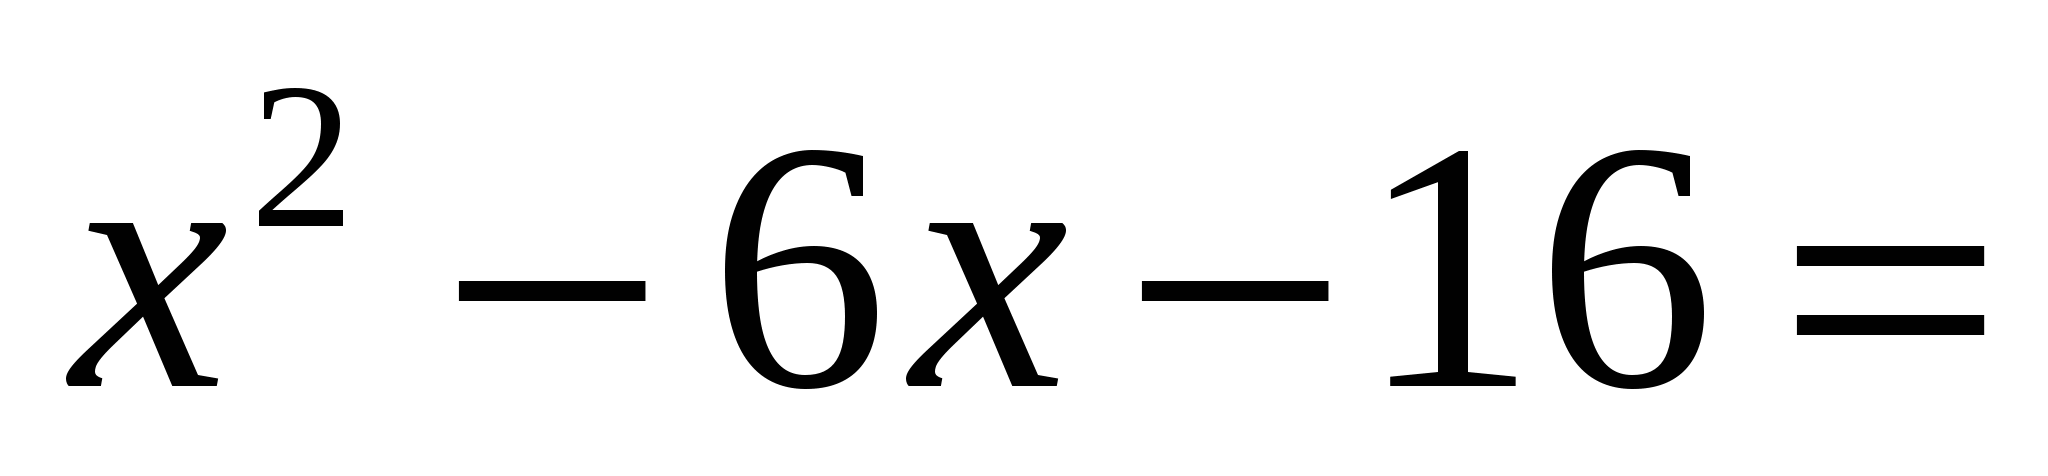 x² − 6x − 16 =